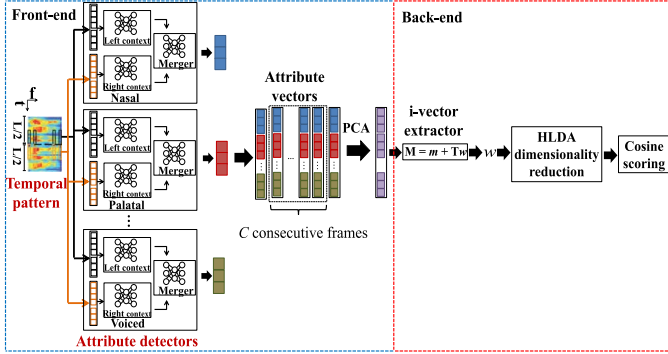 Front-end
Back-end
Left context
Right context
Merger
Nasal
f
t
L/2
L/2
Temporal
pattern
Left context
Right context
Merger
Palatal
...
Left context
Right context
Merger
Voiced
Attribute detectors
Attribute
vectors
...
C consecutive frames
PCA
i-vector
extractor
M = m + Tw
w
HLDA
dimensionality
reduction
Cosine
scoring